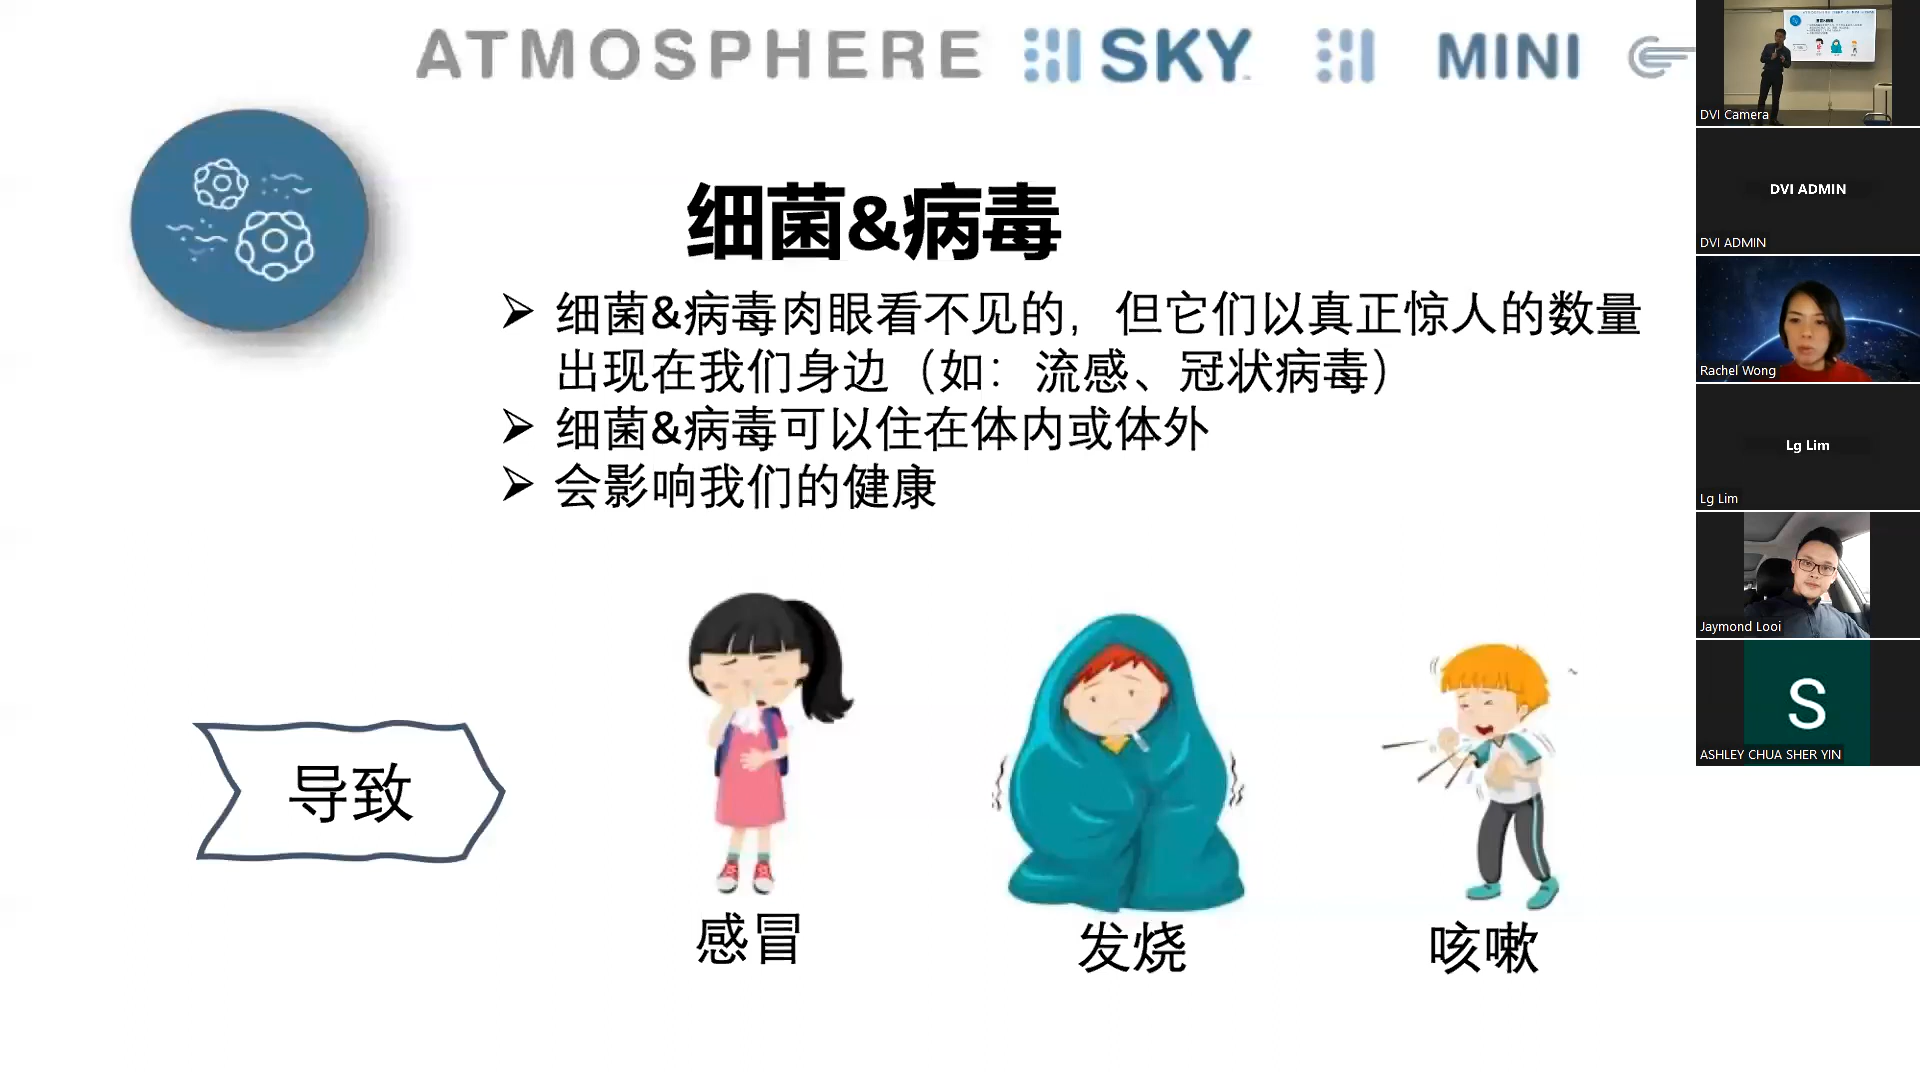 ATMOSPHERE SKY MINI
细菌&病毒
➢ 细菌&病毒肉眼看不见的，但它们以真正惊人的数量
出现在我们身边（如：流感、冠状病毒）
➢ 细菌&病毒可以住在体内或体外
➢ 会影响我们的健康
导致
感冒
发烧
咳嗽
DVI Camera
DVI ADMIN
DVI ADMIN
Rachel Wong
Lg Lim
Lg Lim
Jaymond Looi
S
ASHLEY CHUA SHER YIN